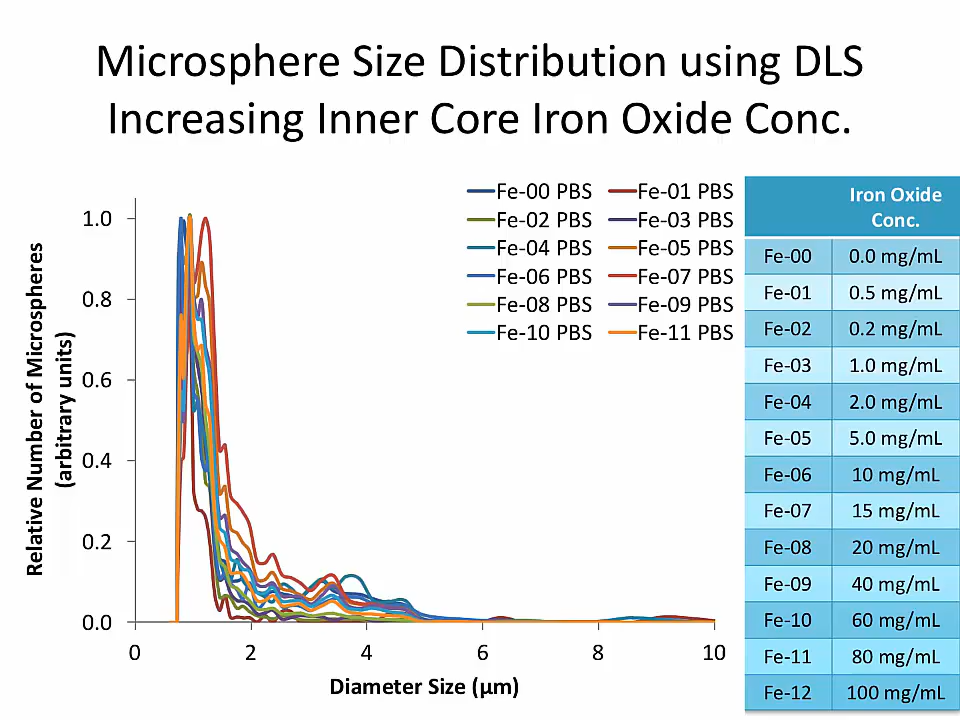 Microsphere Size Distribution using DLS
Increasing Inner Core Iron Oxide Conc.
Relative Number of Microspheres
(arbitrary units)
1.0
0.8
0.6
0.4
0.2
0.0
0 2 4 6 8 10
Diameter Size (μm)
Fe-00 PBS Fe-01 PBS
Fe-02 PBS Fe-03 PBS
Fe-04 PBS Fe-05 PBS
Fe-06 PBS Fe-07 PBS
Fe-08 PBS Fe-09 PBS
Fe-10 PBS Fe-11 PBS
Iron Oxide
Conc.
Fe-00 0.0 mg/mL
Fe-01 0.5 mg/mL
Fe-02 0.2 mg/mL
Fe-03 1.0 mg/mL
Fe-04 2.0 mg/mL
Fe-05 5.0 mg/mL
Fe-06 10 mg/mL
Fe-07 15 mg/mL
Fe-08 20 mg/mL
Fe-09 40 mg/mL
Fe-10 60 mg/mL
Fe-11 80 mg/mL
Fe-12 100 mg/mL